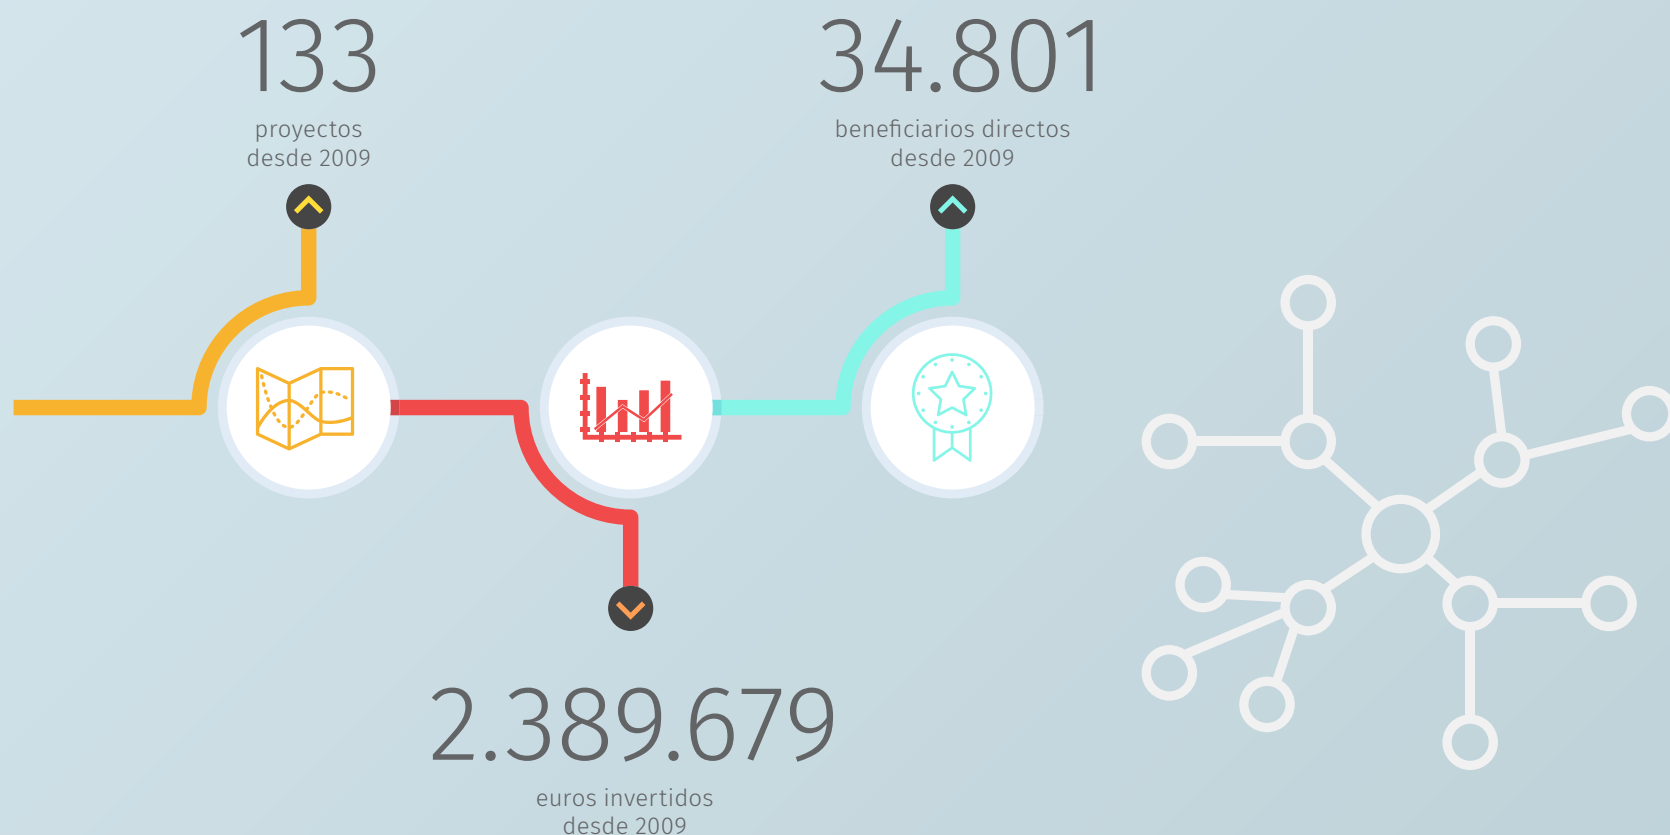 133
proyectos
desde 2009
34.801
beneficiarios directos
desde 2009
2.389.679
euros invertidos
desde 2009